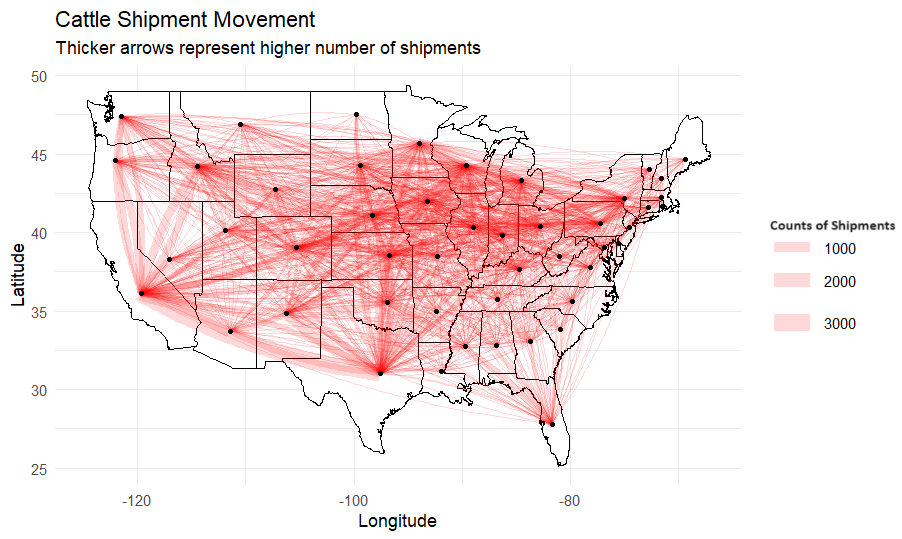 Cattle Shipment Movement
Thicker arrows represent higher number of shipments
50
45
40
35
30
25
Latitude
-120
-100
-80
Longitude
Counts of Shipments
1000
2000
3000